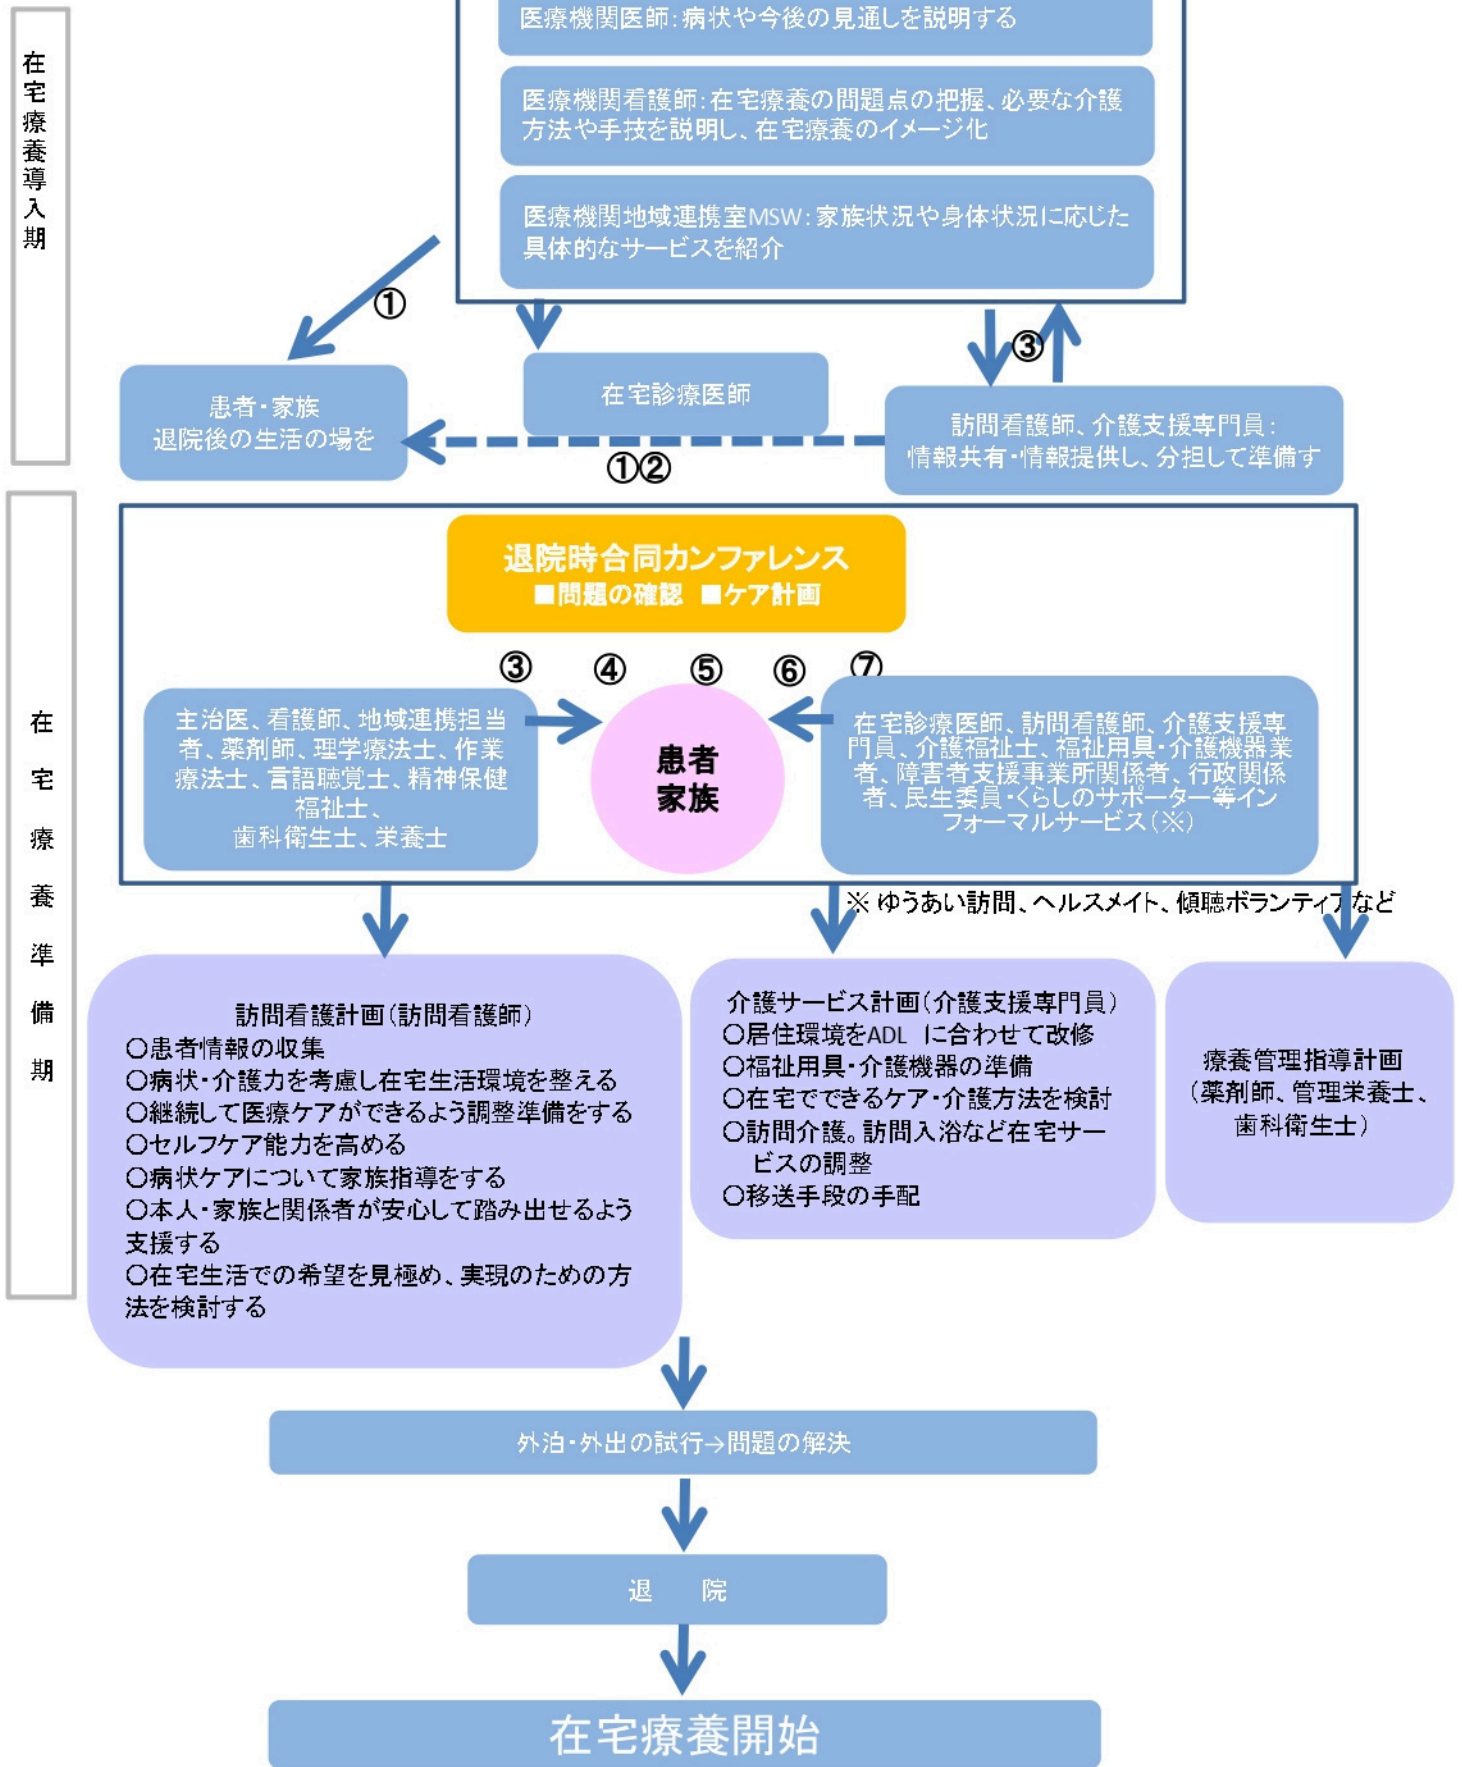 在宅療養導入期
医療機関医師：病状や今後の見通しを説明する
医療機関看護師：在宅療養の問題点の把握、必要な介護
方法や手技を説明し、在宅療養のイメージ化
医療機関地域連携室MSW：家族状況や身体状況に応じた
具体的なサービスを紹介
①
③
患者・家族
退院後の生活の場を
在宅診療医師
①②
訪問看護師、介護支援専門員：
情報共有・情報提供し、分担して準備す
在宅療養準備期
退院時合同カンファレンス
■問題の確認 ■ケア計画
③ ④ ⑤ ⑥ ⑦
主治医、看護師、地域連携担当
者、薬剤師、理学療法士、作業
療法士、言語聴覚士、精神保健
福祉士、
歯科衛生士、栄養士
患者
家族
在宅診療医師、訪問看護師、介護支援専
門員、介護福祉士、福祉用具・介護機器業
者、障害者支援事業所関係者、行政関係
者、民生委員・くらしのサポーター等イン
フォーマルサービス（※）
※ ゆうあい訪問、ヘルスメイト、傾聴ボランティアなど
訪問看護計画（訪問看護師）
○患者情報の収集
○病状・介護力を考慮し在宅生活環境を整える
○継続して医療ケアができるよう調整準備をする
○セルフケア能力を高める
○病状ケアについて家族指導をする
○本人・家族と関係者が安心して踏み出せるよう
支援する
○在宅生活での希望を見極め、実現のための方
法を検討する
介護サービス計画（介護支援専門員）
○居住環境をADL に合わせて改修
○福祉用具・介護機器の準備
○在宅でできるケア・介護方法を検討
○訪問介護。訪問入浴など在宅サー
ビスの調整
○移送手段の手配
療養管理指導計画
（薬剤師、管理栄養士、
歯科衛生士）
外泊・外出の試行→問題の解決
退 院
在宅療養開始